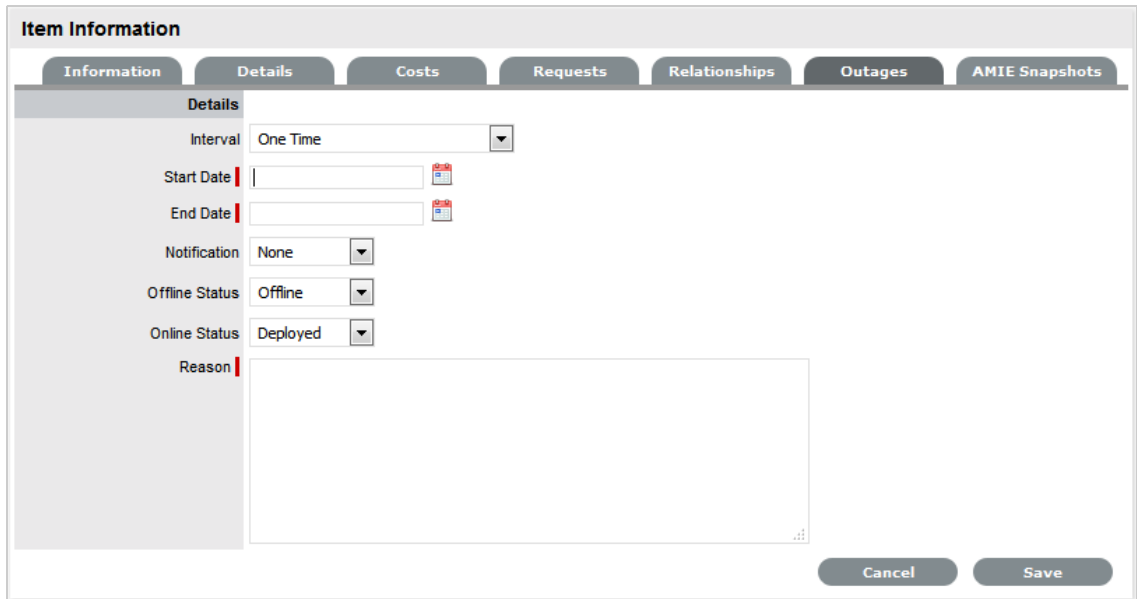 Item Information
Information Details Costs Requests Relationships Outages AMIE Snapshots
Details
Interval One Time
Start Date
End Date
Notification None
Offline Status Offline
Online Status Deployed
Reason
Cancel Save